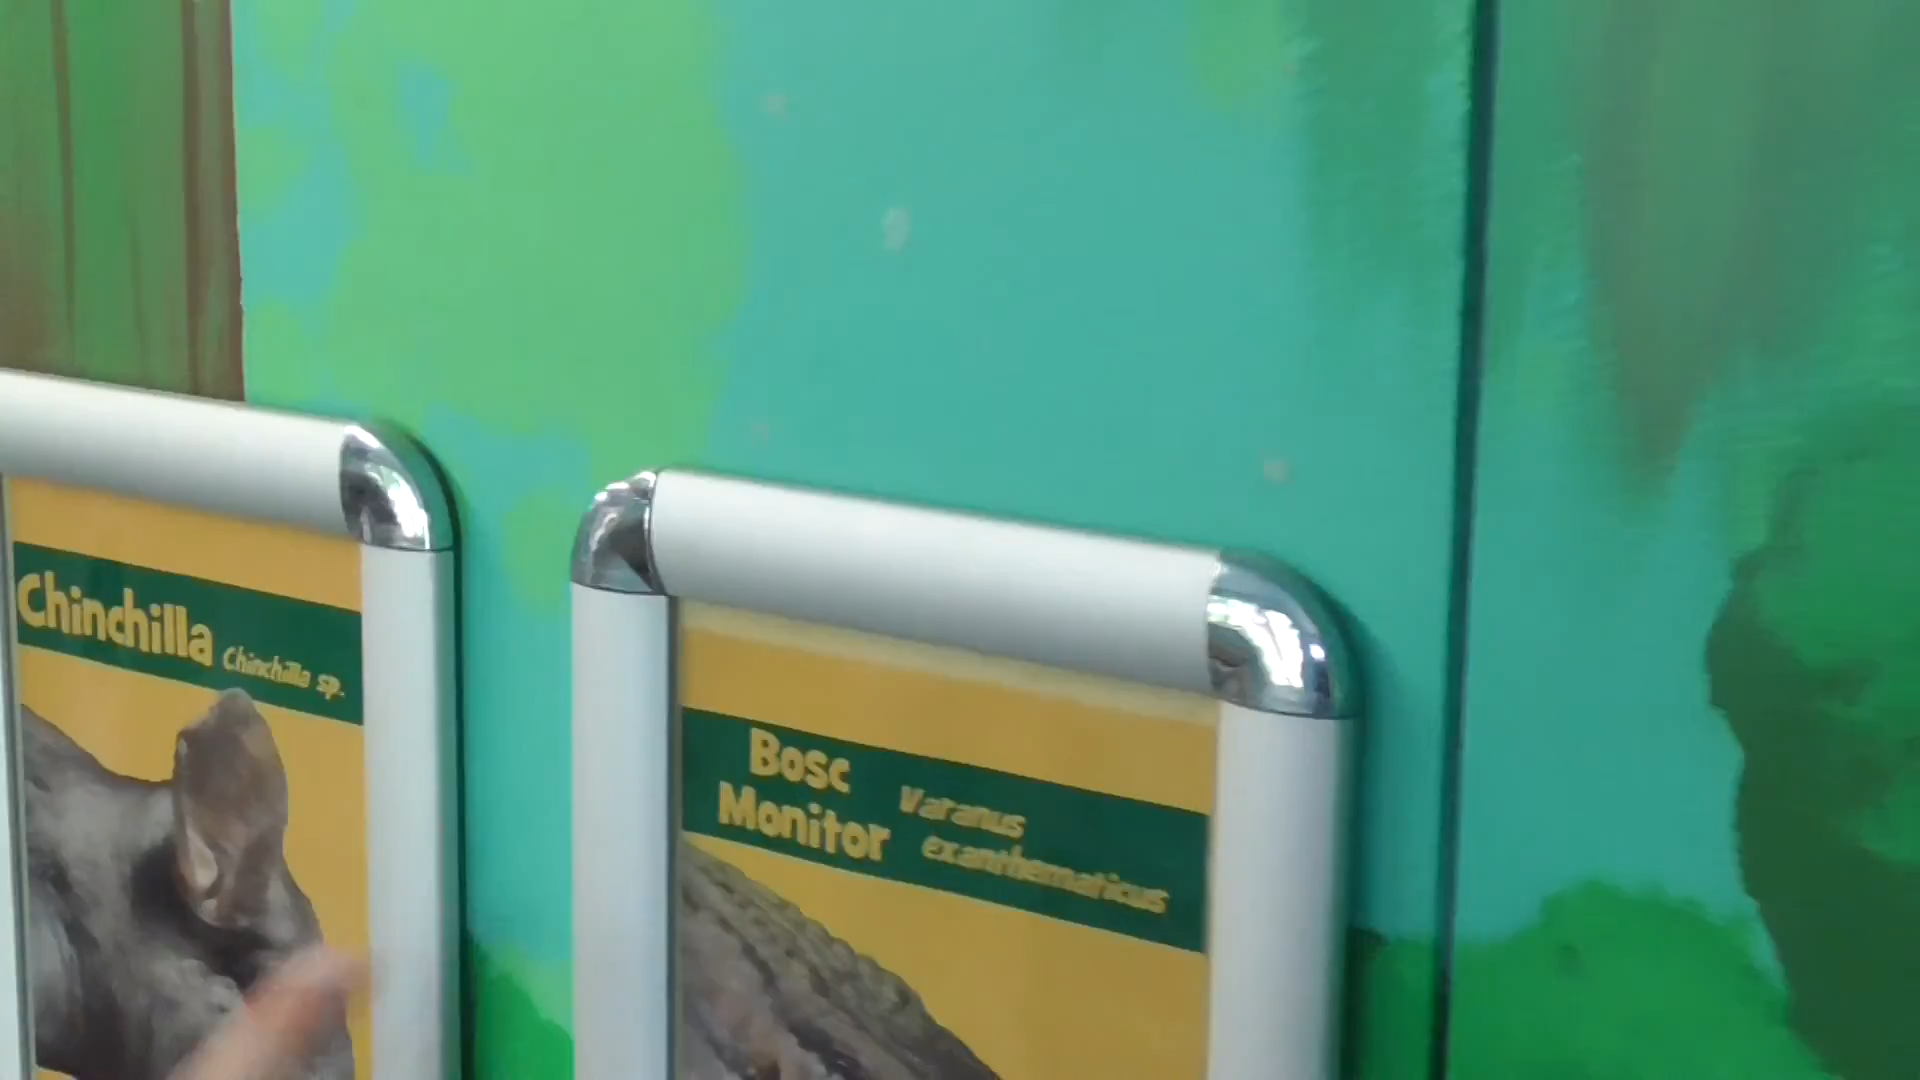 Chinchilla Chinchilla sp.
Bosc
Monitor
Varanus
exanthematicus